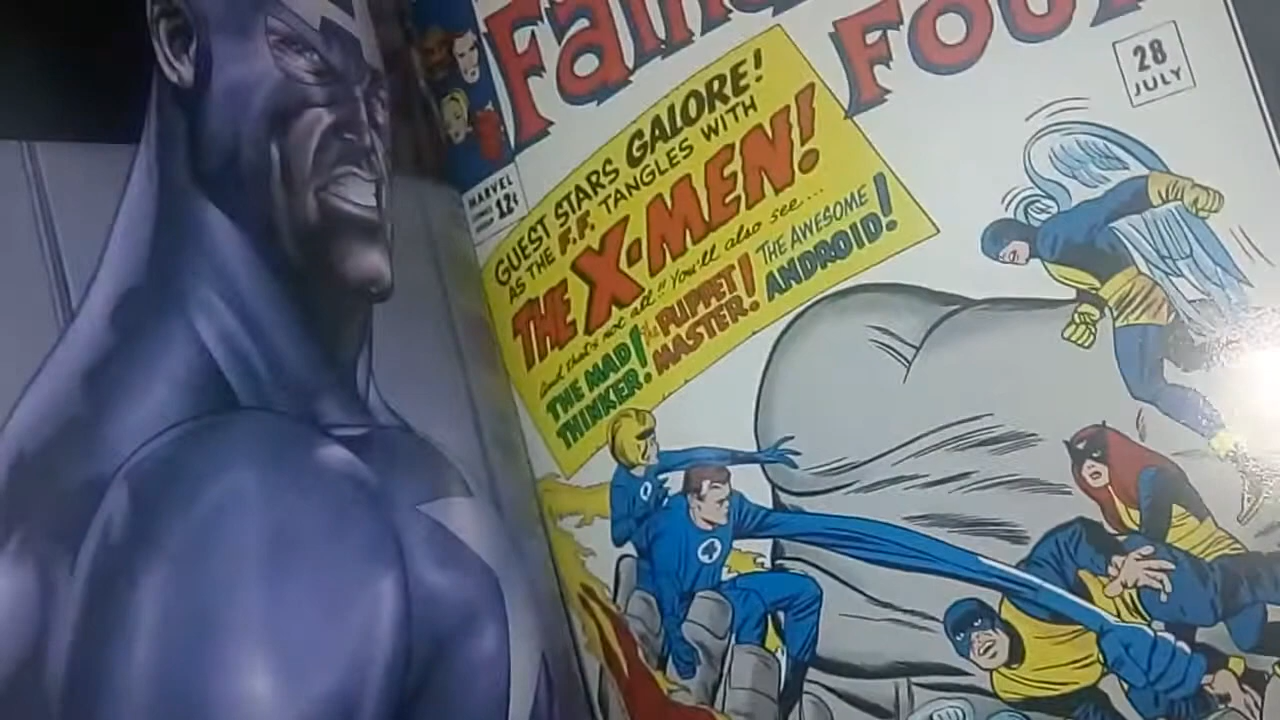 FOUR
28
JULY
MARVEL
12¢
GUEST STARS GALORE!
AS THE F.F. TANGLES WITH
THE X-MEN!
And that's not all!! You'll also see...
THE MAD THINKER!
The PUPPET MASTER!
THE AWESOME ANDROID!